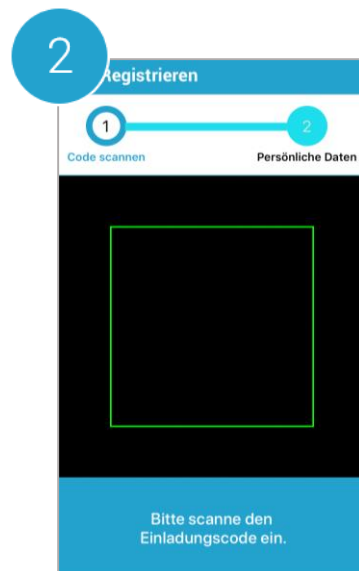 2
Registrieren
1
2
Code scannen
Persönliche Daten
Bitte scanne den
Einladungscode ein.